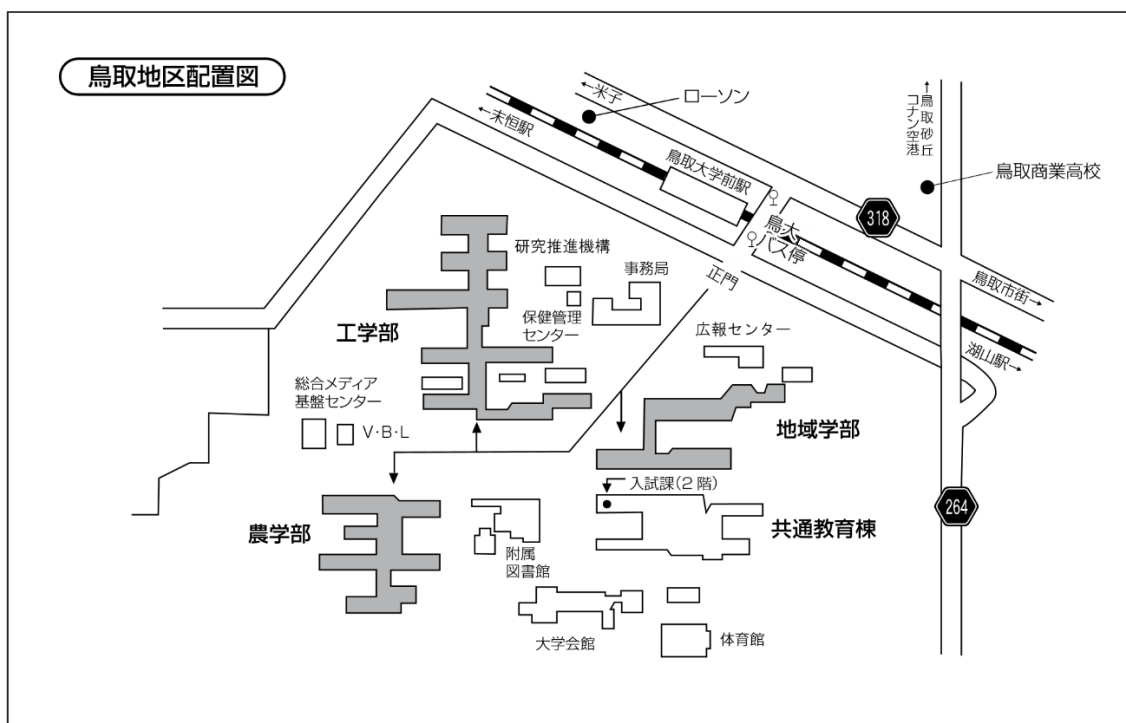 鳥取地区配置図
←米子
ローソン
←末恒駅
鳥取大学前駅
←鳥取砂丘
コナン空港
鳥取商業高校
318
鳥大
バス停
正門
鳥取市街→
湖山駅→
研究推進機構
事務局
保健管理
センター
工学部
広報センター
総合メディア
基盤センター
V・B・L
地域学部
入試課(2階)
264
農学部
共通教育棟
附属
図書館
大学会館
体育館